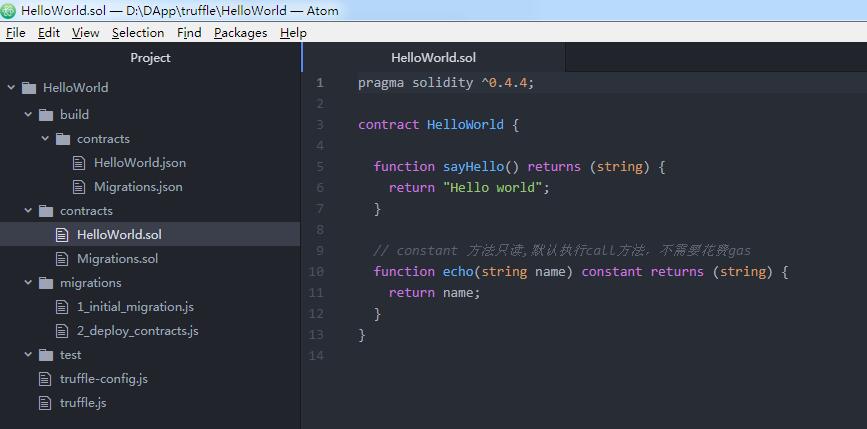 HelloWorld.sol — D:\DApp\truffle\HelloWorld — Atom
File Edit View Selection Find Packages Help
Project
HelloWorld
build
contracts
HelloWorld.json
Migrations.json
contracts
HelloWorld.sol
Migrations.sol
migrations
1_initial_migration.js
2_deploy_contracts.js
test
truffle-config.js
truffle.js
HelloWorld.sol
1 pragma solidity ^0.4.4;
2
3 contract HelloWorld {
4
5 function sayHello() returns (string) {
6 return "Hello world";
7 }
8
9 // constant 方法只读,默认执行call方法，不需要花费gas
10 function echo(string name) constant returns (string) {
11 return name;
12 }
13 }
14